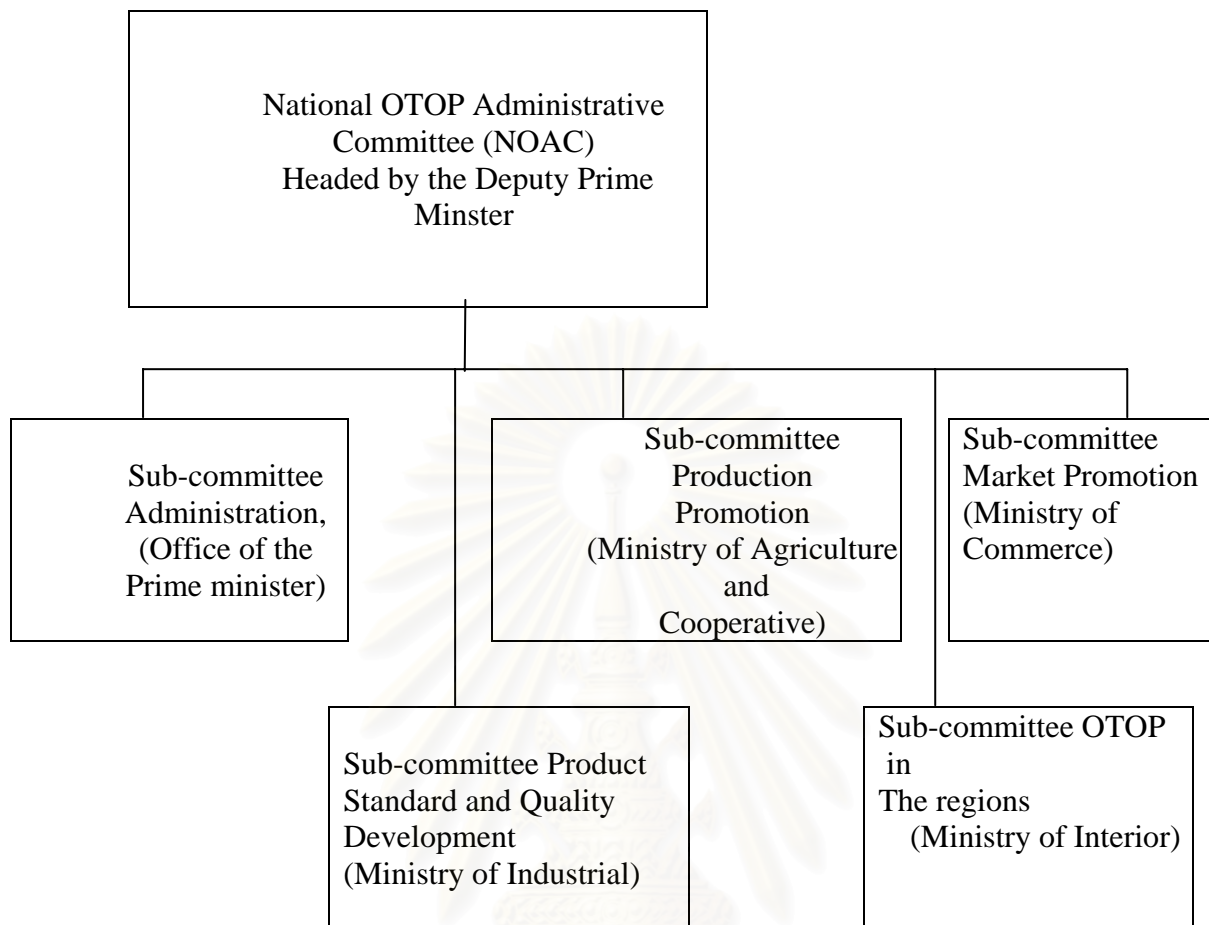 National OTOP Administrative
Committee (NOAC)
Headed by the Deputy Prime
Minster
Sub-committee
Administration,
(Office of the
Prime minister)
Sub-committee
Production
Promotion
(Ministry of Agriculture
and
Cooperative)
Sub-committee
Market Promotion
(Ministry of
Commerce)
Sub-committee Product
Standard and Quality
Development
(Ministry of Industrial)
Sub-committee OTOP
in
The regions
(Ministry of Interior)